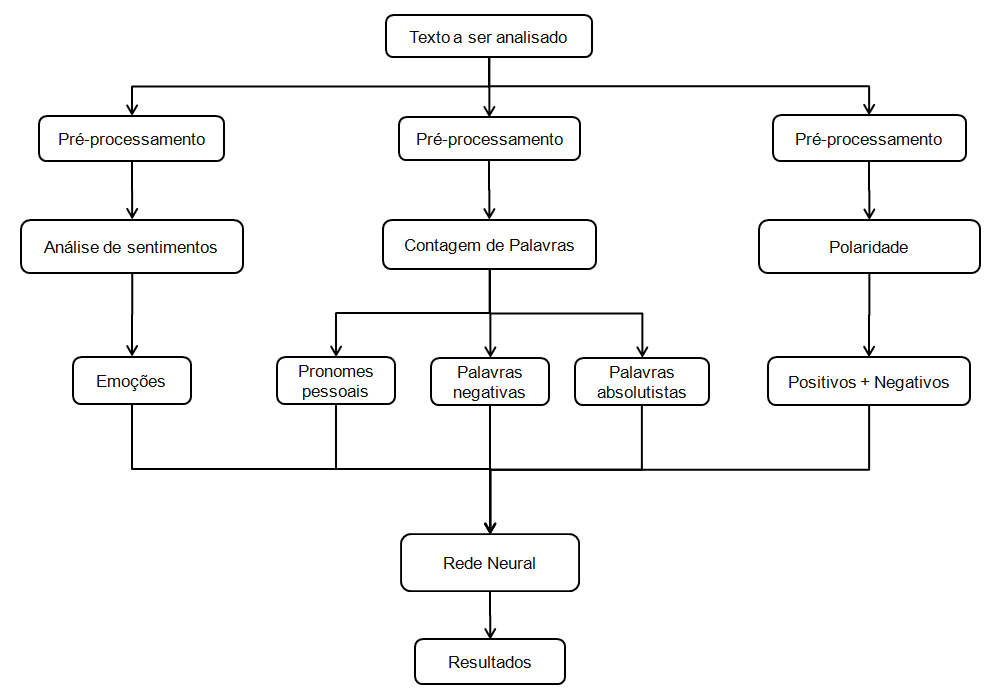 Texto a ser analisado
Pré-processamento
Pré-processamento
Pré-processamento
Análise de sentimentos
Contagem de Palavras
Polaridade
Emoções
Pronomes
pessoais
Palavras
negativas
Palavras
absolutistas
Positivos + Negativos
Rede Neural
Resultados